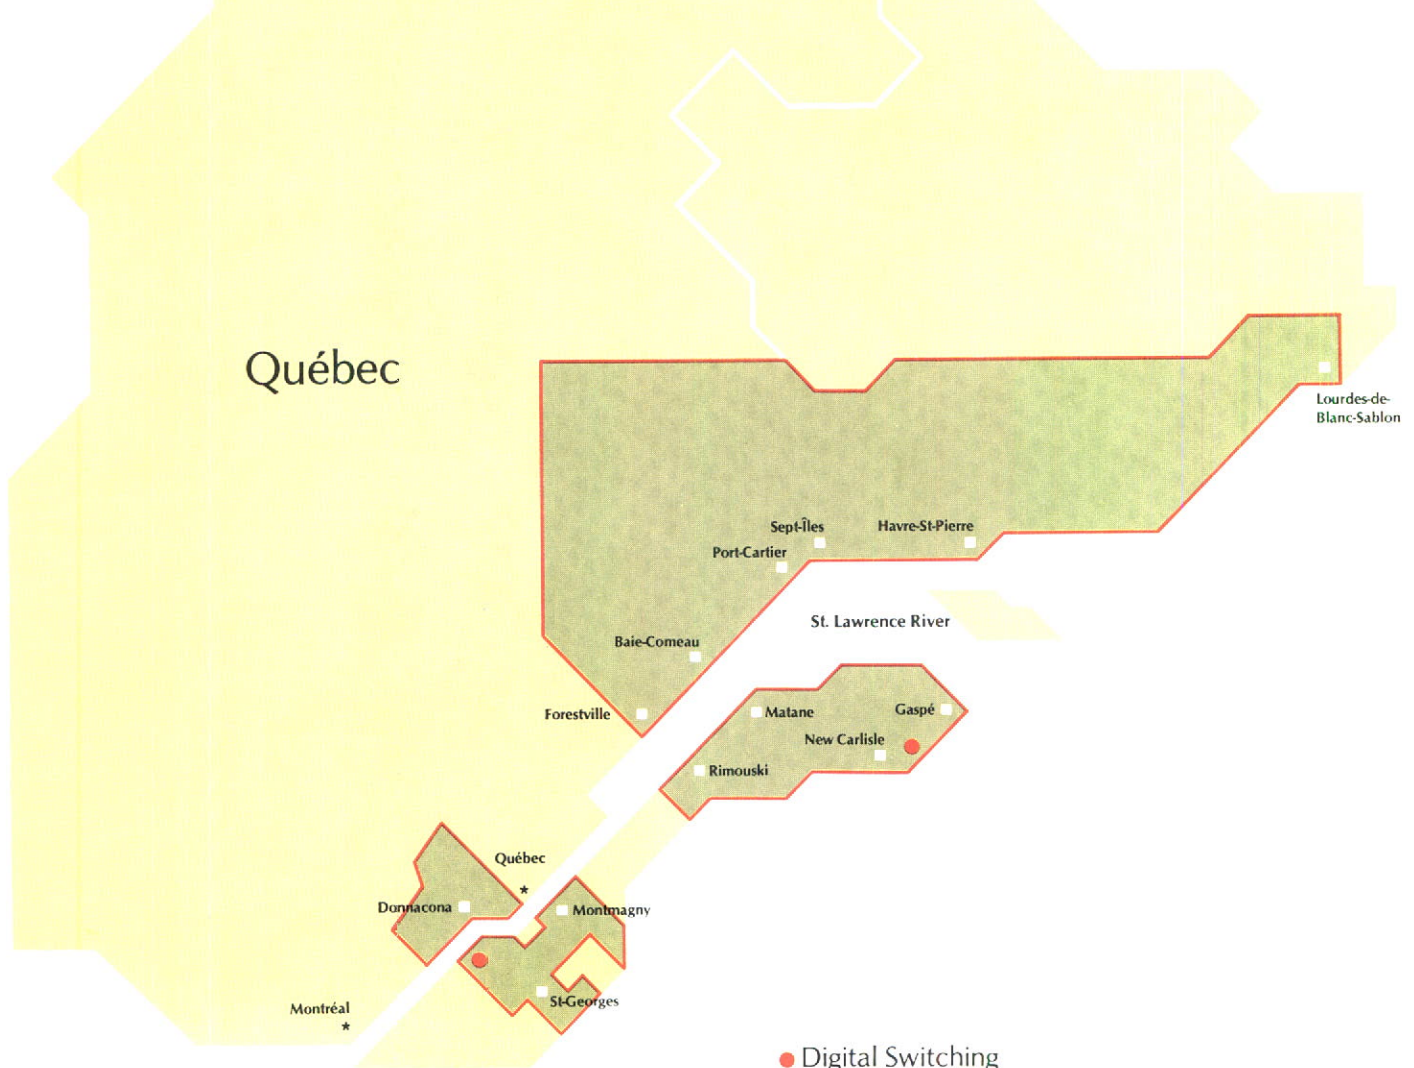 Québec
Lourdes-de-
Blanc-Sablon
Sept-Îles
Havre-St-Pierre
Port-Cartier
St. Lawrence River
Baie-Comeau
Forestville
Matane
Gaspé
New Carlisle
Rimouski
Québec
*
Donnacona
Montmagny
St-Georges
Montréal
*
Digital Switching